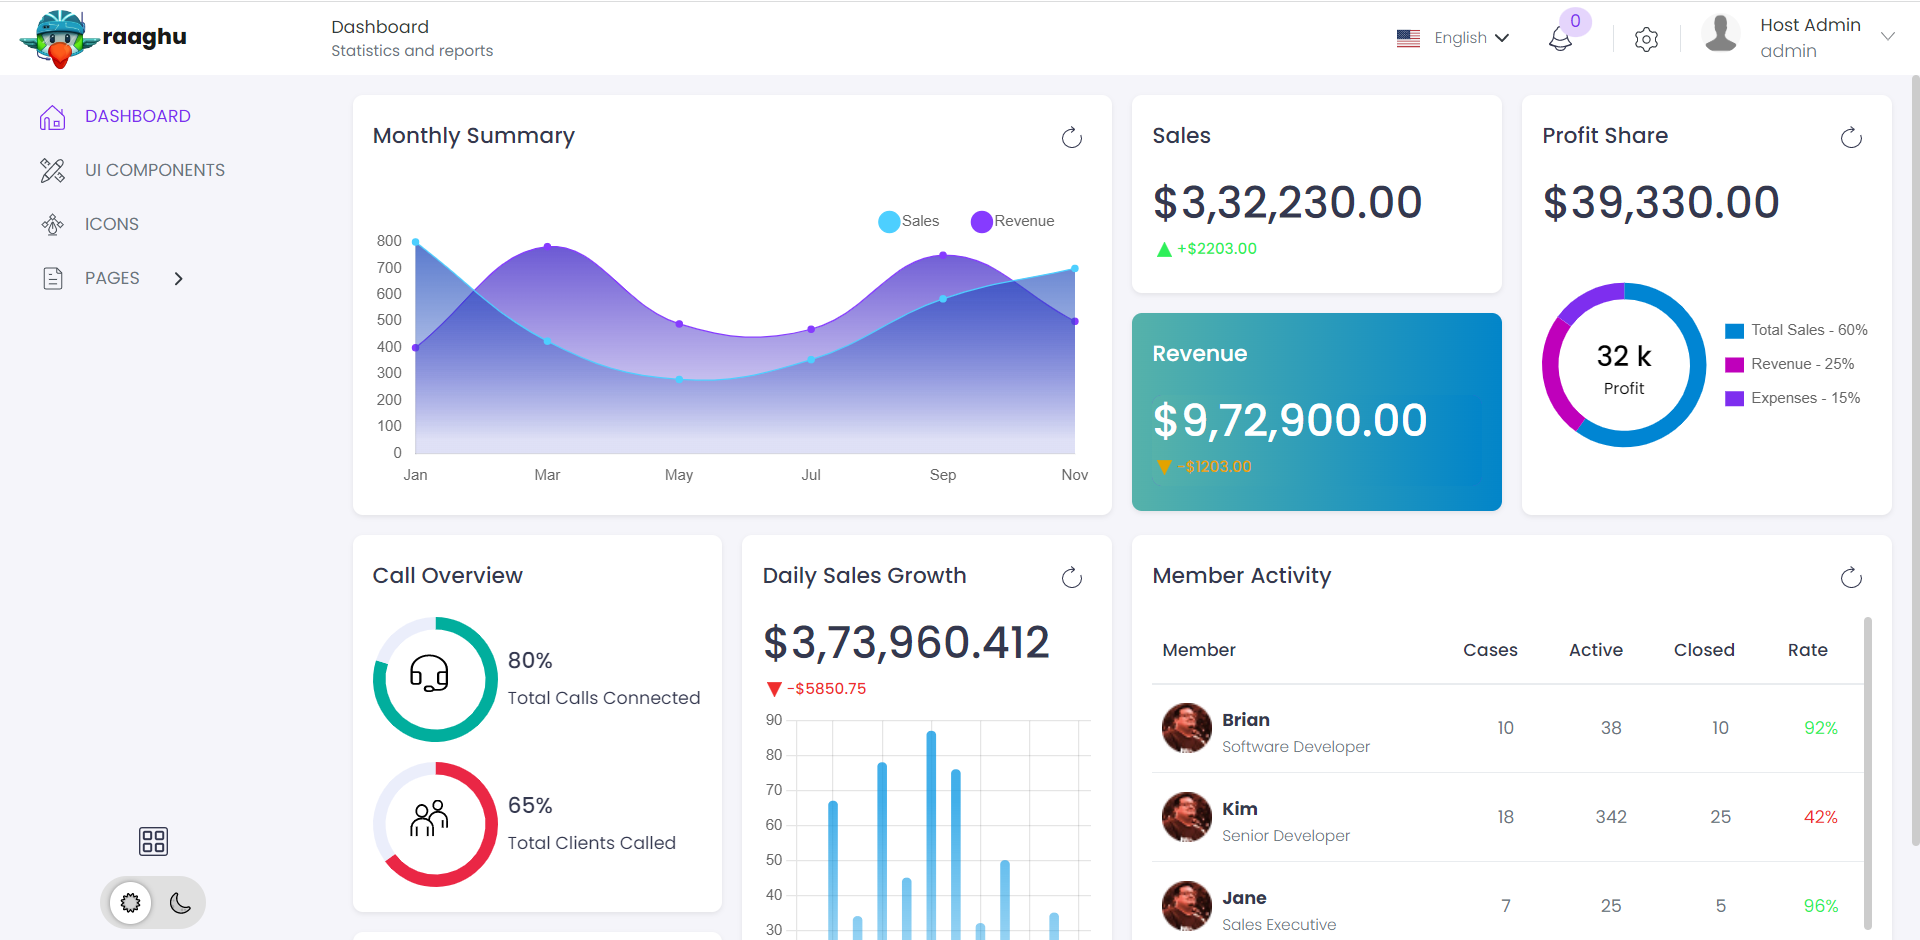 raaghu
Dashboard
Statistics and reports
English
0
Host Admin
admin
DASHBOARD
UI COMPONENTS
ICONS
PAGES
Monthly Summary
Sales
Revenue
800
700
600
500
400
300
200
100
0
Jan Mar May Jul Sep Nov
Sales
$3,32,230.00
+$2203.00
Revenue
$9,72,900.00
-$1203.00
Profit Share
$39,330.00
32 k
Profit
Total Sales - 60%
Revenue - 25%
Expenses - 15%
Call Overview
80%
Total Calls Connected
65%
Total Clients Called
Daily Sales Growth
$3,73,960.412
-$5850.75
90
80
70
60
50
40
30
Member Activity
Member Cases Active Closed Rate
Brian
Software Developer
10 38 10 92%
Kim
Senior Developer
18 342 25 42%
Jane
Sales Executive
7 25 5 96%